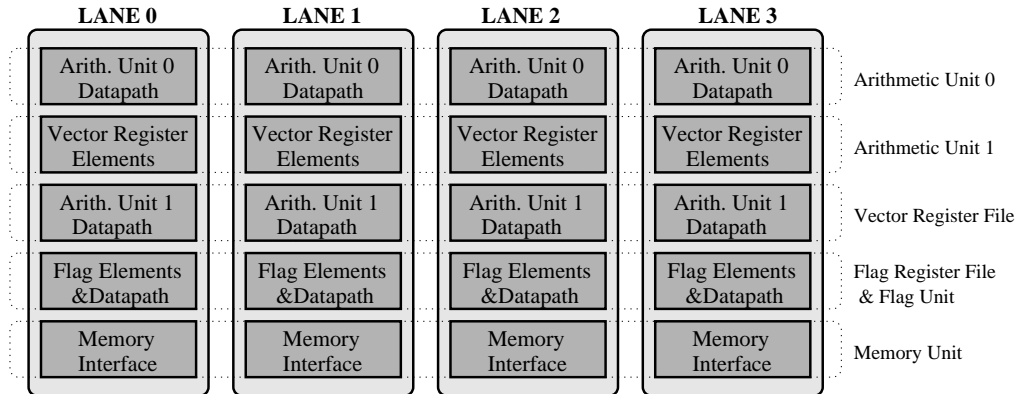 LANE 0 LANE 1 LANE 2 LANE 3
Arith. Unit 0 Arith. Unit 0 Arith. Unit 0 Arith. Unit 0
Datapath Datapath Datapath Datapath
Arithmetic Unit 0
Vector Register Vector Register Vector Register Vector Register
Elements Elements Elements Elements
Arithmetic Unit 1
Arith. Unit 1 Arith. Unit 1 Arith. Unit 1 Arith. Unit 1
Datapath Datapath Datapath Datapath
Vector Register File
Flag Elements Flag Elements Flag Elements Flag Elements
&Datapath &Datapath &Datapath &Datapath
Flag Register File
& Flag Unit
Memory Memory Memory Memory
Interface Interface Interface Interface
Memory Unit